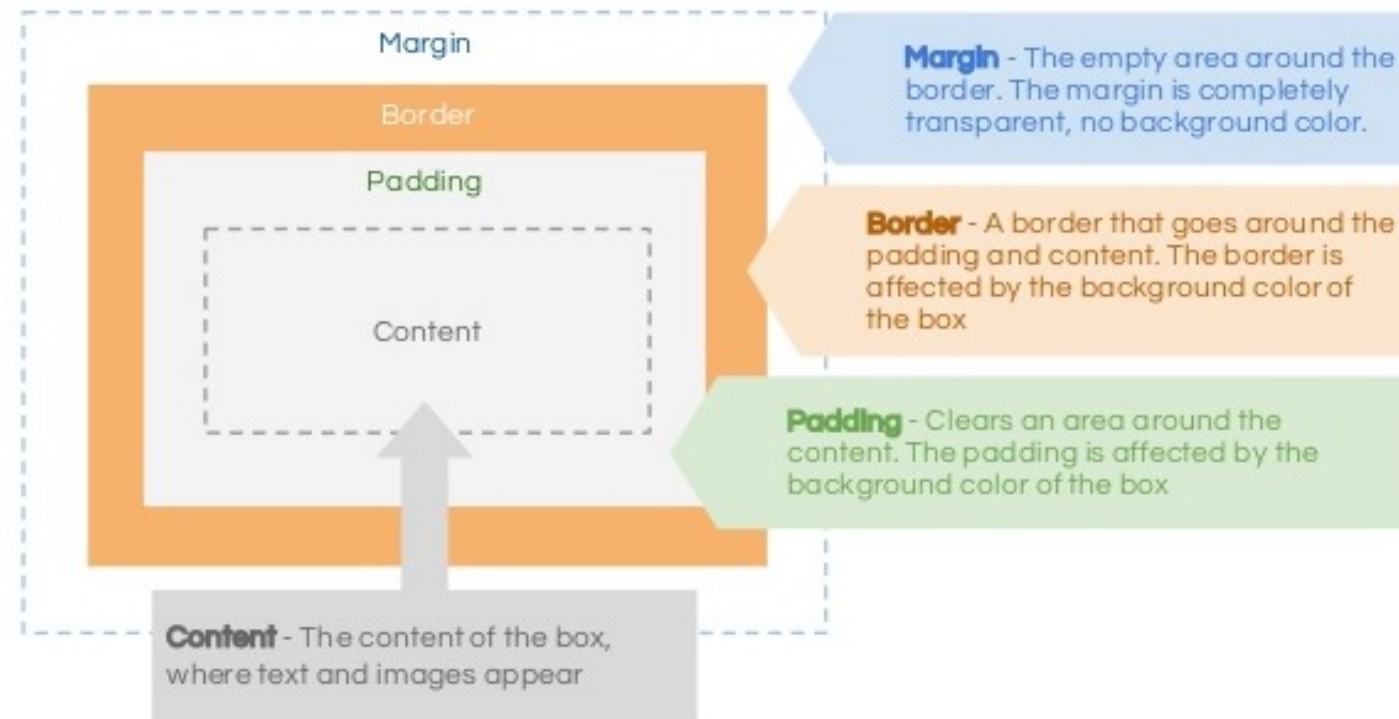 Margin
Border
Padding
Content
Margin - The empty area around the
border. The margin is completely
transparent, no background color.
Border - A border that goes around the
padding and content. The border is
affected by the background color of
the box
Padding - Clears an area around the
content. The padding is affected by the
background color of the box
Content - The content of the box,
where text and images appear